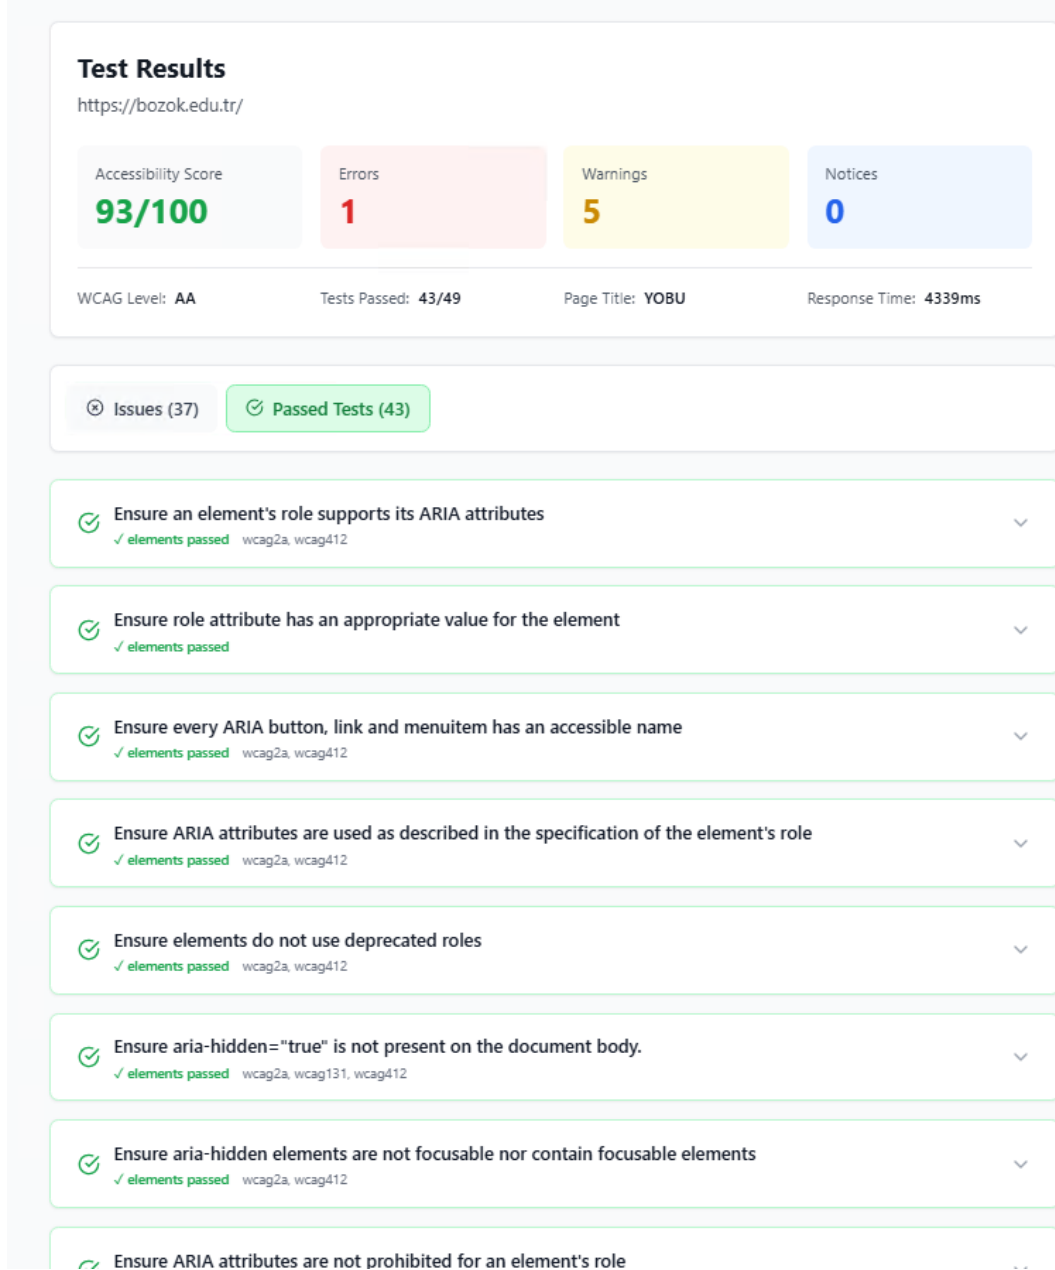 Test Results
https://bozok.edu.tr/
Accessibility Score
93/100
Errors
1
Warnings
5
Notices
0
WCAG Level: AA
Tests Passed: 43/49
Page Title: YOBU
Response Time: 4339ms
Issues (37)
Passed Tests (43)
Ensure an element's role supports its ARIA attributes
✓ elements passed wcag2a, wcag412
Ensure role attribute has an appropriate value for the element
✓ elements passed
Ensure every ARIA button, link and menuitem has an accessible name
✓ elements passed wcag2a, wcag412
Ensure ARIA attributes are used as described in the specification of the element's role
✓ elements passed wcag2a, wcag412
Ensure elements do not use deprecated roles
✓ elements passed wcag2a, wcag412
Ensure aria-hidden="true" is not present on the document body.
✓ elements passed wcag2a, wcag131, wcag412
Ensure aria-hidden elements are not focusable nor contain focusable elements
✓ elements passed wcag2a, wcag412
Ensure ARIA attributes are not prohibited for an element's role